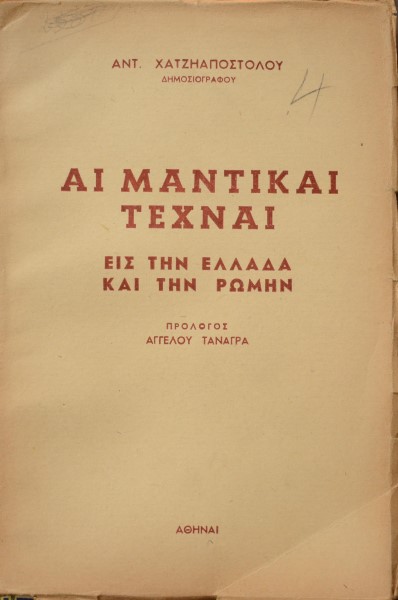 ΑΝΤ. ΧΑΤΖΗΑΠΟΣΤΟΛΟΥ
ΔΗΜΟΣΙΟΓΡΑΦΟΥ
4
ΑΙ ΜΑΝΤΙΚΑΙ
ΤΕΧΝΑΙ
ΕΙΣ ΤΗΝ ΕΛΛΑΔΑ
ΚΑΙ ΤΗΝ ΡΩΜΗΝ
ΠΡΟΛΟΓΟΣ
ΑΓΓΕΛΟΥ ΤΑΝΑΓΡΑ
ΑΘΗΝΑΙ